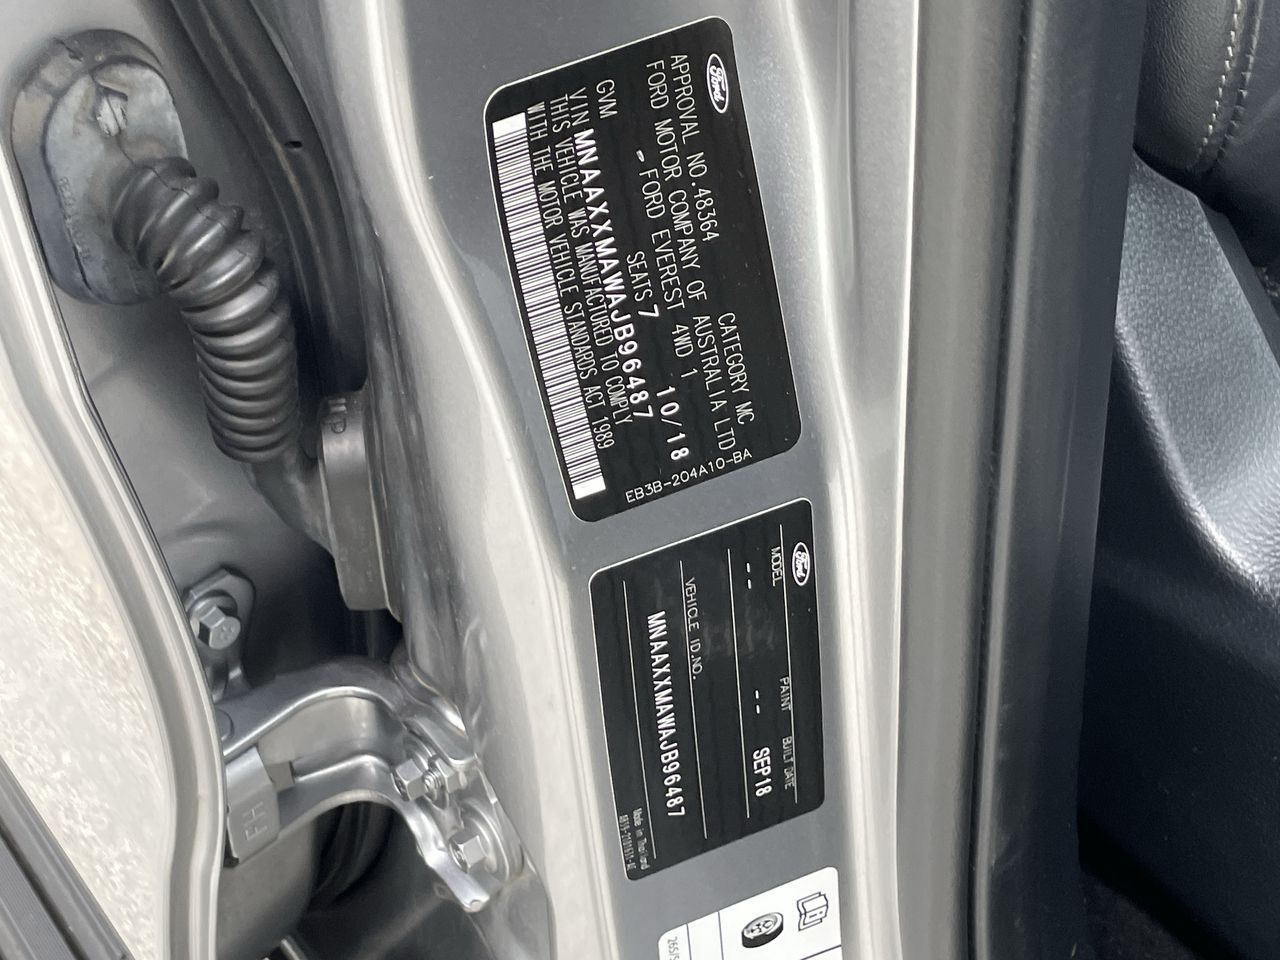 Ford
APPROVAL NO.48364 CATEGORY MC
FORD MOTOR COMPANY OF AUSTRALIA LTD
- FORD EVEREST 4WD 1
SEATS 7 10/18
GVM
VIN MNAAXXMAWAJB96487
THIS VEHICLE WAS MANUFACTURED TO COMPLY
WITH THE MOTOR VEHICLE STANDARDS ACT 1989
EB3B-204A10-BA
Ford
MODEL PAINT BUILT DATE
-- -- SEP18
VEHICLE ID.NO.
MNAAXXMAWAJB96487
Made in Thailand
265/5